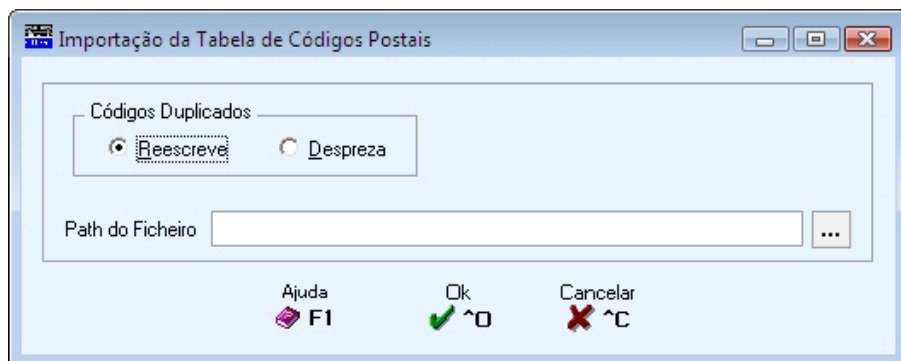 Importação da Tabela de Códigos Postais
Códigos Duplicados
Reescreve Despreza
Path do Ficheiro ...
Ajuda Ok Cancelar
F1 ^O ^C